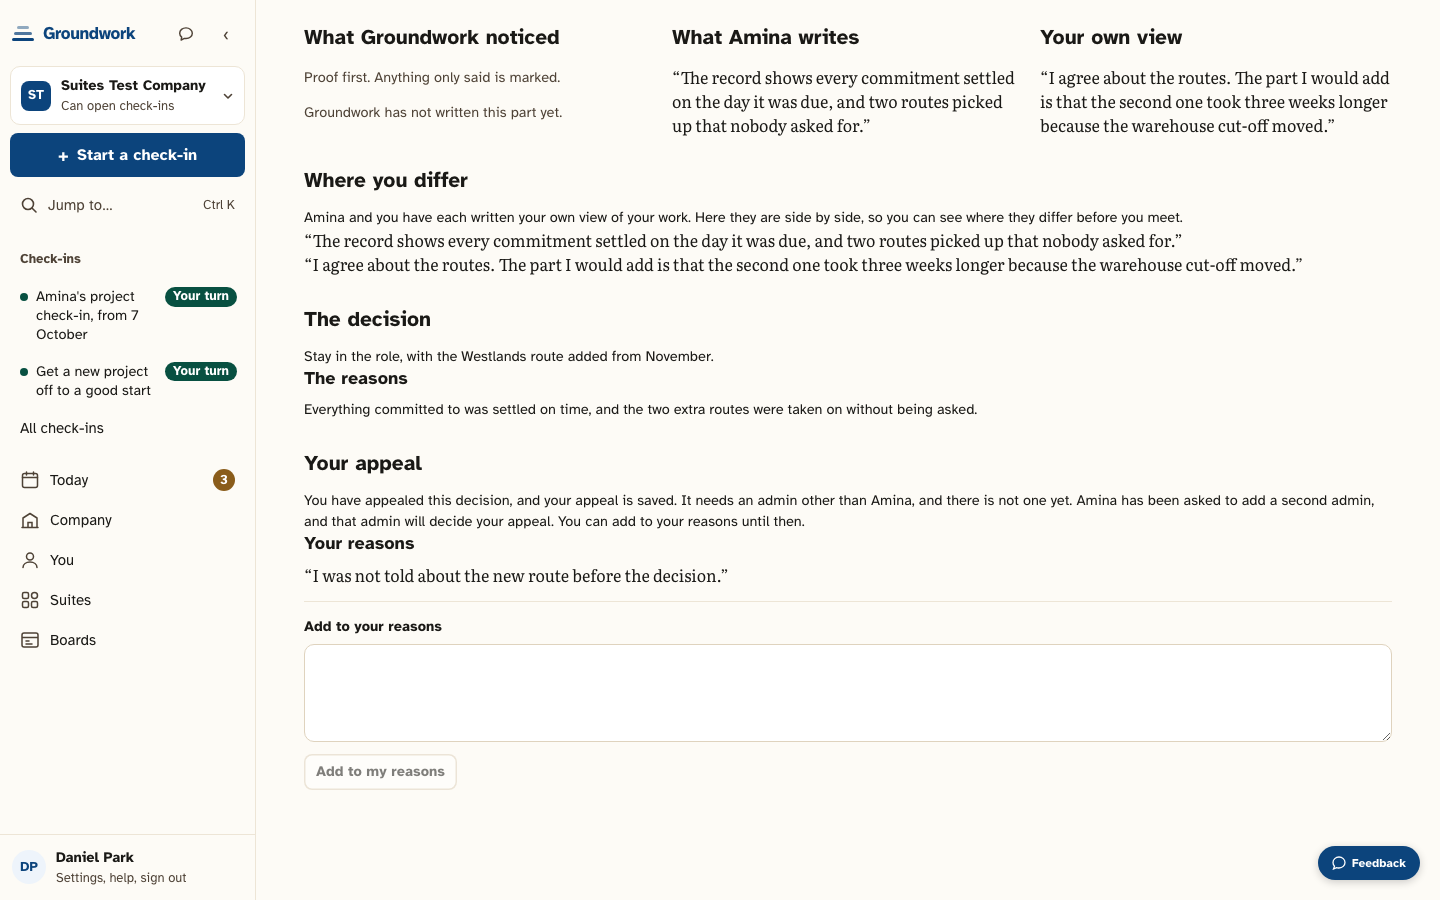 Groundwork
ST
Suites Test Company
Can open check-ins
+ Start a check-in
Jump to...
Ctrl K
Check-ins
Amina's project
check-in, from 7
October
Your turn
Get a new project
off to a good start
Your turn
All check-ins
Today
3
Company
You
Suites
Boards
DP
Daniel Park
Settings, help, sign out
What Groundwork noticed
Proof first. Anything only said is marked.
Groundwork has not written this part yet.
What Amina writes
“The record shows every commitment settled
on the day it was due, and two routes picked
up that nobody asked for.”
Your own view
“I agree about the routes. The part I would add
is that the second one took three weeks longer
because the warehouse cut-off moved.”
Where you differ
Amina and you have each written your own view of your work. Here they are side by side, so you can see where they differ before you meet.
“The record shows every commitment settled on the day it was due, and two routes picked up that nobody asked for.”
“I agree about the routes. The part I would add is that the second one took three weeks longer because the warehouse cut-off moved.”
The decision
Stay in the role, with the Westlands route added from November.
The reasons
Everything committed to was settled on time, and the two extra routes were taken on without being asked.
Your appeal
You have appealed this decision, and your appeal is saved. It needs an admin other than Amina, and there is not one yet. Amina has been asked to add a second admin,
and that admin will decide your appeal. You can add to your reasons until then.
Your reasons
“I was not told about the new route before the decision.”
Add to your reasons
Add to my reasons
Feedback